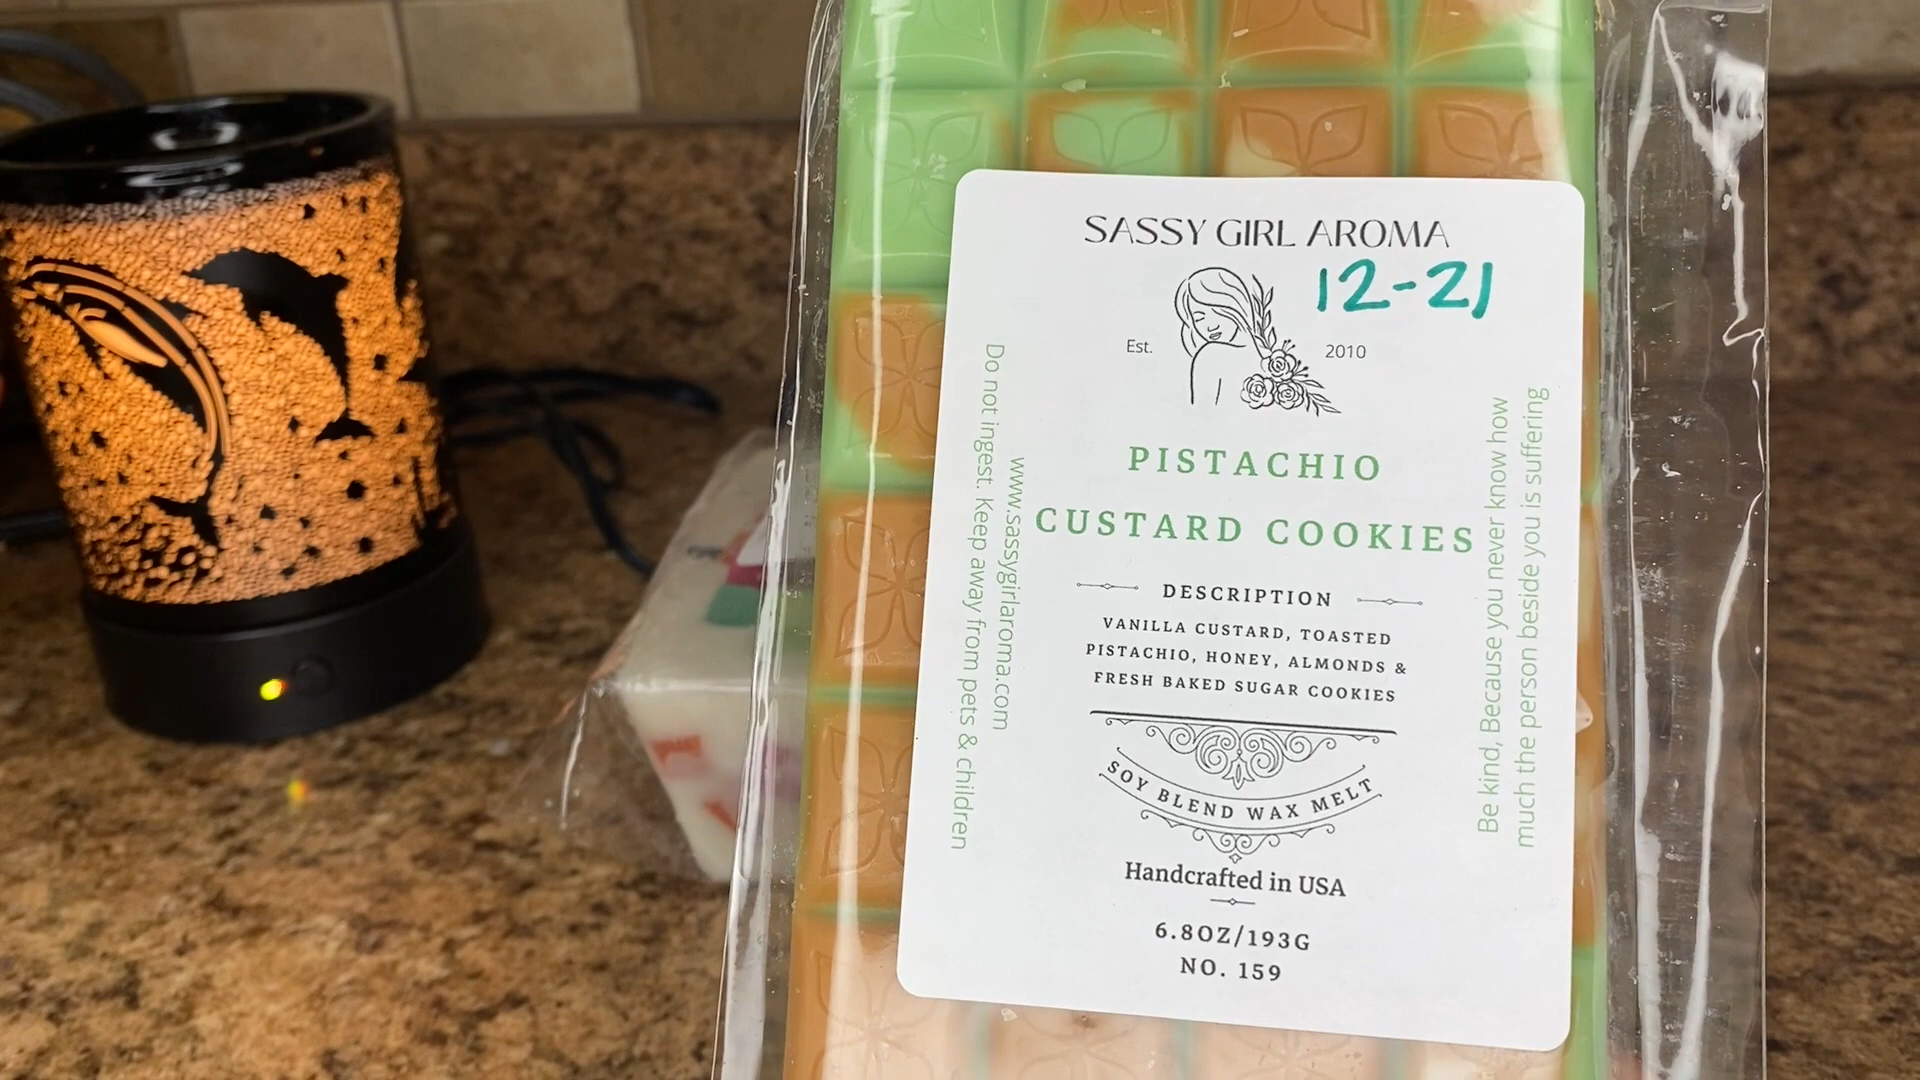 SASSY GIRL AROMA
12-21
Est. 2010
PISTACHIO
CUSTARD COOKIES
DESCRIPTION
VANILLA CUSTARD, TOASTED
PISTACHIO, HONEY, ALMONDS &
FRESH BAKED SUGAR COOKIES
SOY BLEND WAX MELT
Handcrafted in USA
6.8OZ/193G
NO. 159
Do not ingest. Keep away from pets & children
www.sassygirlaroma.com
Be kind, Because you never know how
much the person beside you is suffering